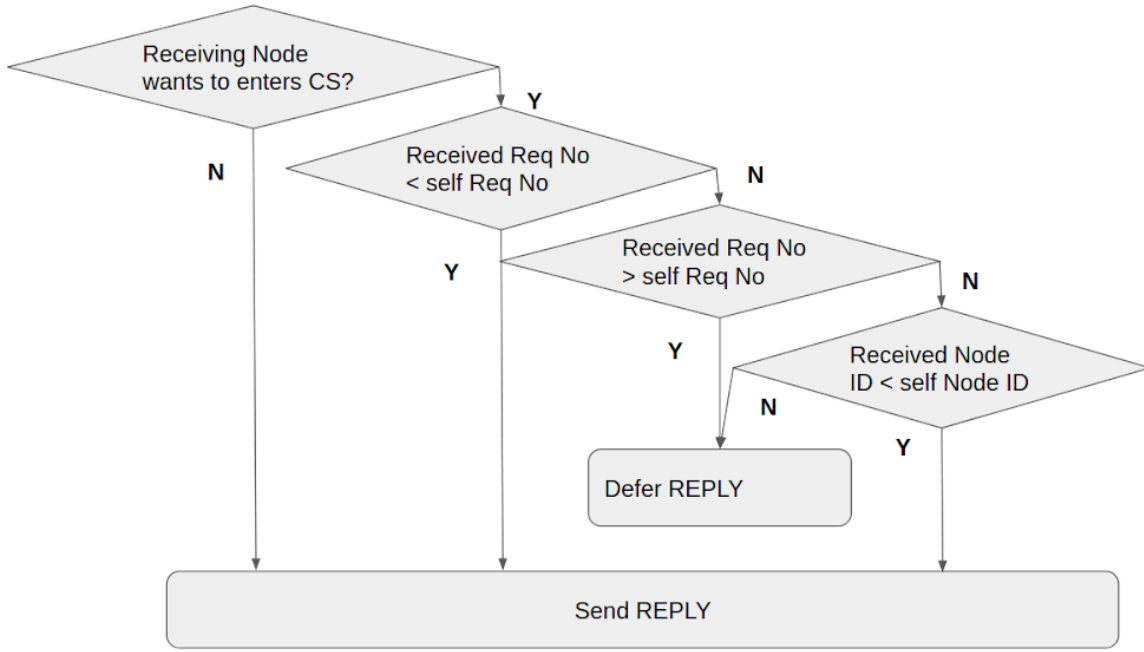 Receiving Node
wants to enters CS?
Y
Received Req No
< self Req No
N
N
Received Req No
> self Req No
Y
N
Received Node
ID < self Node ID
Y
N
Y
Defer REPLY
Send REPLY